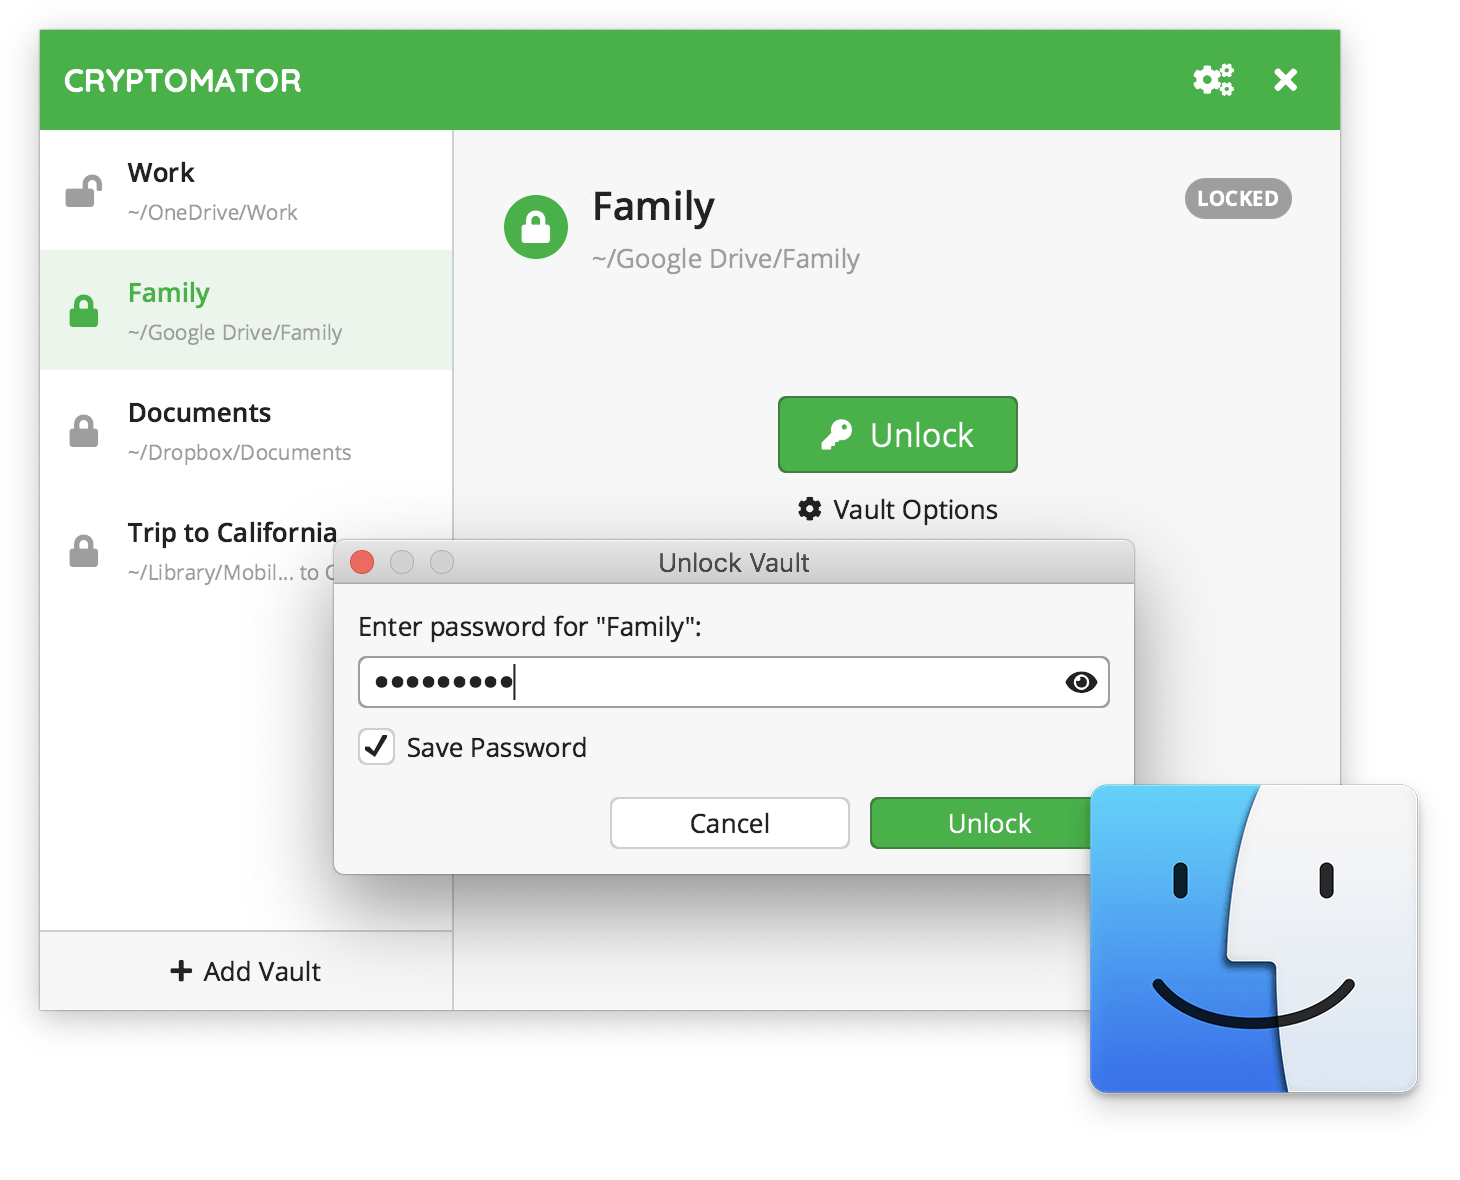 CRYPTOMATOR
Work
~/OneDrive/Work
Family
~/Google Drive/Family
Documents
~/Dropbox/Documents
Trip to California
~/Library/Mobil... to
Add Vault
Family
~/Google Drive/Family
LOCKED
Unlock
Vault Options
Unlock Vault
Enter password for "Family":
Save Password
Cancel
Unlock